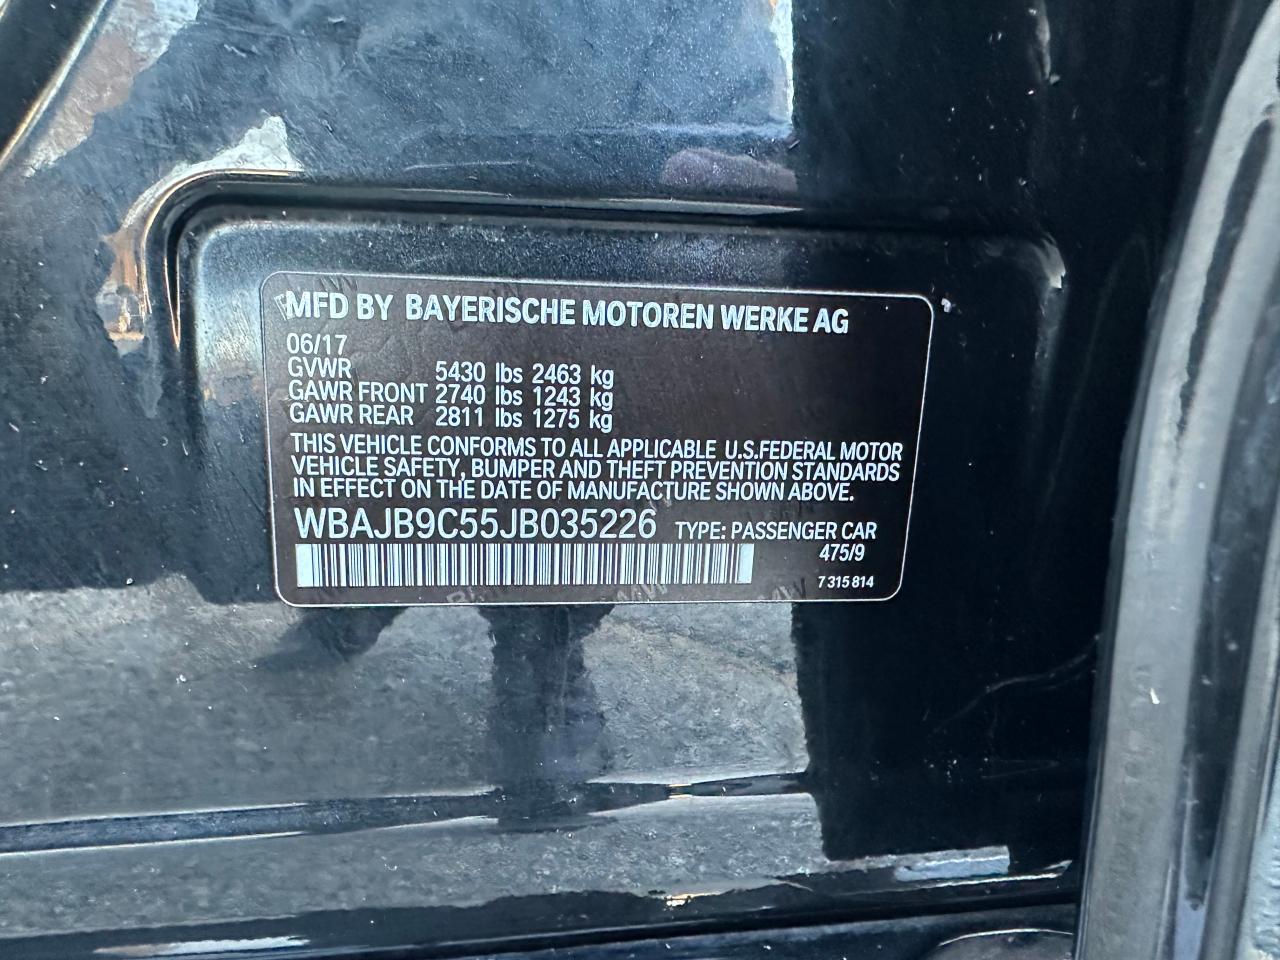 MFD BY BAYERISCHE MOTOREN WERKE AG
06/17
GVWR 5430 lbs 2463 kg
GAWR FRONT 2740 lbs 1243 kg
GAWR REAR 2811 lbs 1275 kg
THIS VEHICLE CONFORMS TO ALL APPLICABLE U.S.FEDERAL MOTOR
VEHICLE SAFETY, BUMPER AND THEFT PREVENTION STANDARDS
IN EFFECT ON THE DATE OF MANUFACTURE SHOWN ABOVE.
WBAJB9C55JB035226 TYPE: PASSENGER CAR
475/9
7 315 814